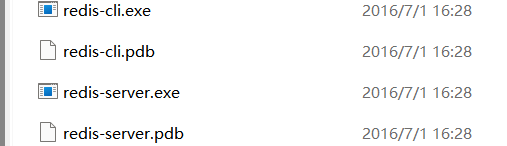 redis-cli.exe 2016/7/1 16:28
redis-cli.pdb 2016/7/1 16:28
redis-server.exe 2016/7/1 16:28
redis-server.pdb 2016/7/1 16:28